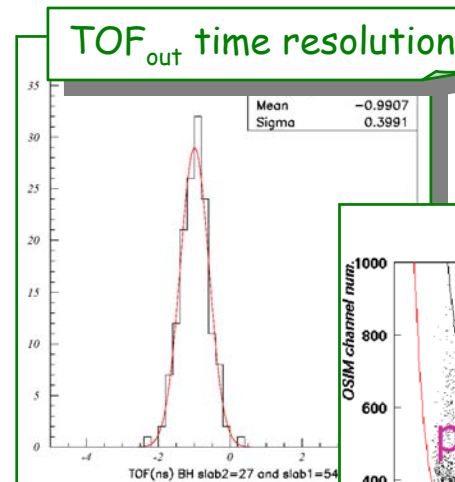 TOFout time resolution
Mean -0.9907
Sigma 0.3991
35
30
25
20
15
10
5
0
-4
-2
0
2
TOF(ns) BH slab2=27 and slab1=54
OSIM channel num.
1000
800
600
400
p